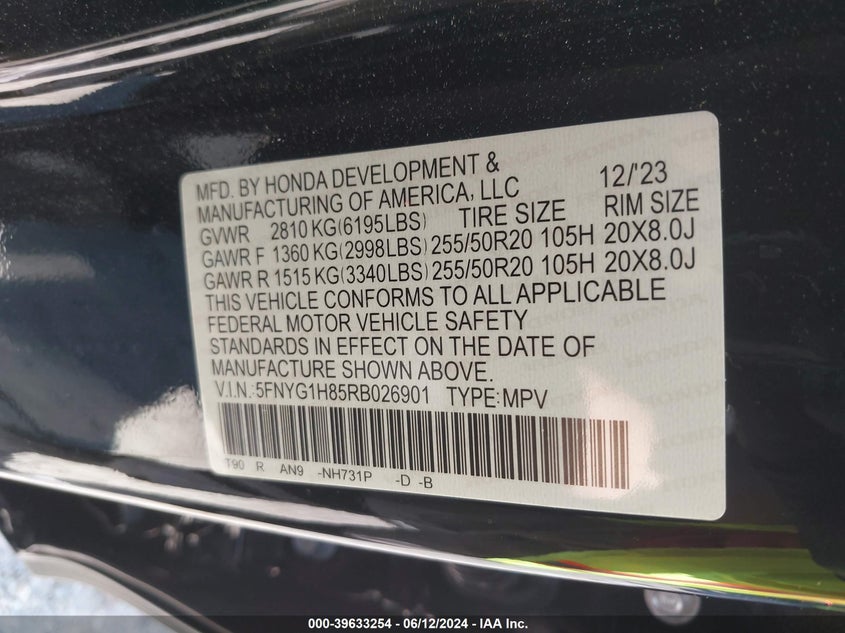 MFD. BY HONDA DEVELOPMENT & 12/'23
MANUFACTURING OF AMERICA, LLC
GVWR 2810 KG(6195LBS) TIRE SIZE RIM SIZE
GAWR F 1360 KG(2998LBS) 255/50R20 105H 20X8.0J
GAWR R 1515 KG(3340LBS) 255/50R20 105H 20X8.0J
THIS VEHICLE CONFORMS TO ALL APPLICABLE
FEDERAL MOTOR VEHICLE SAFETY
STANDARDS IN EFFECT ON THE DATE OF
MANUFACTURE SHOWN ABOVE.
V.I.N.:5FNYG1H85RB026901 TYPE:MPV
T90 R AN9 -NH731P -D -B
000-39633254 - 06/12/2024 - IAA Inc.